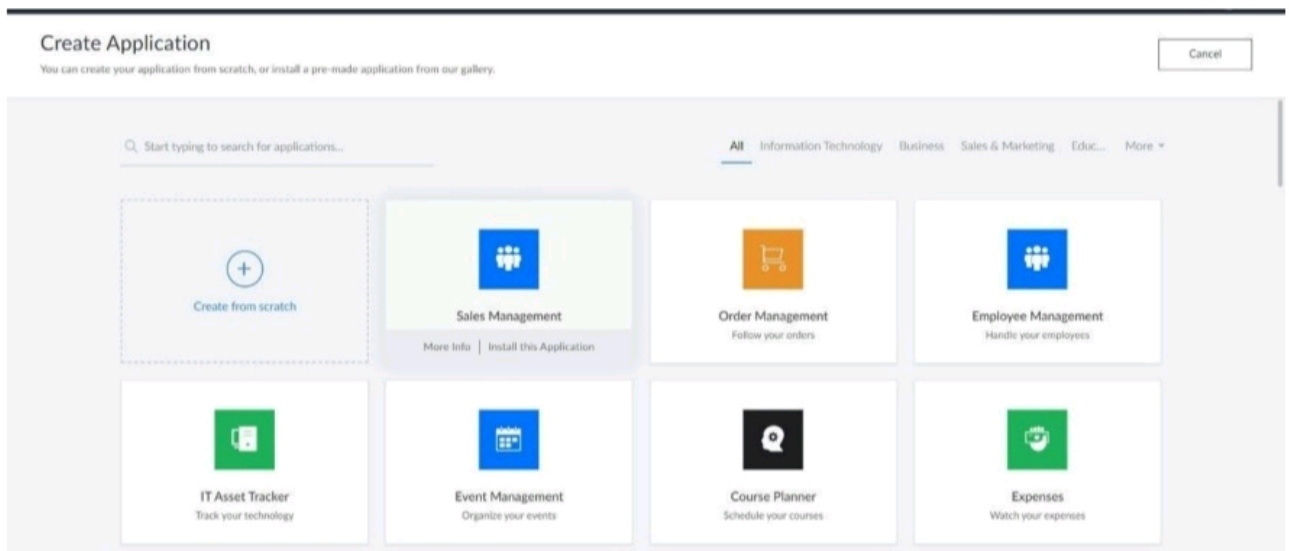 Create Application
Cancel
You can create your application from scratch, or install a pre-made application from our gallery.
Start typing to search for applications...
All Information Technology Business Sales & Marketing Educ... More
Create from scratch
Sales Management
More Info | Install this Application
Order Management
Follow your orders
Employee Management
Handle your employees
IT Asset Tracker
Track your technology
Event Management
Organize your events
Course Planner
Schedule your courses
Expenses
Watch your expenses